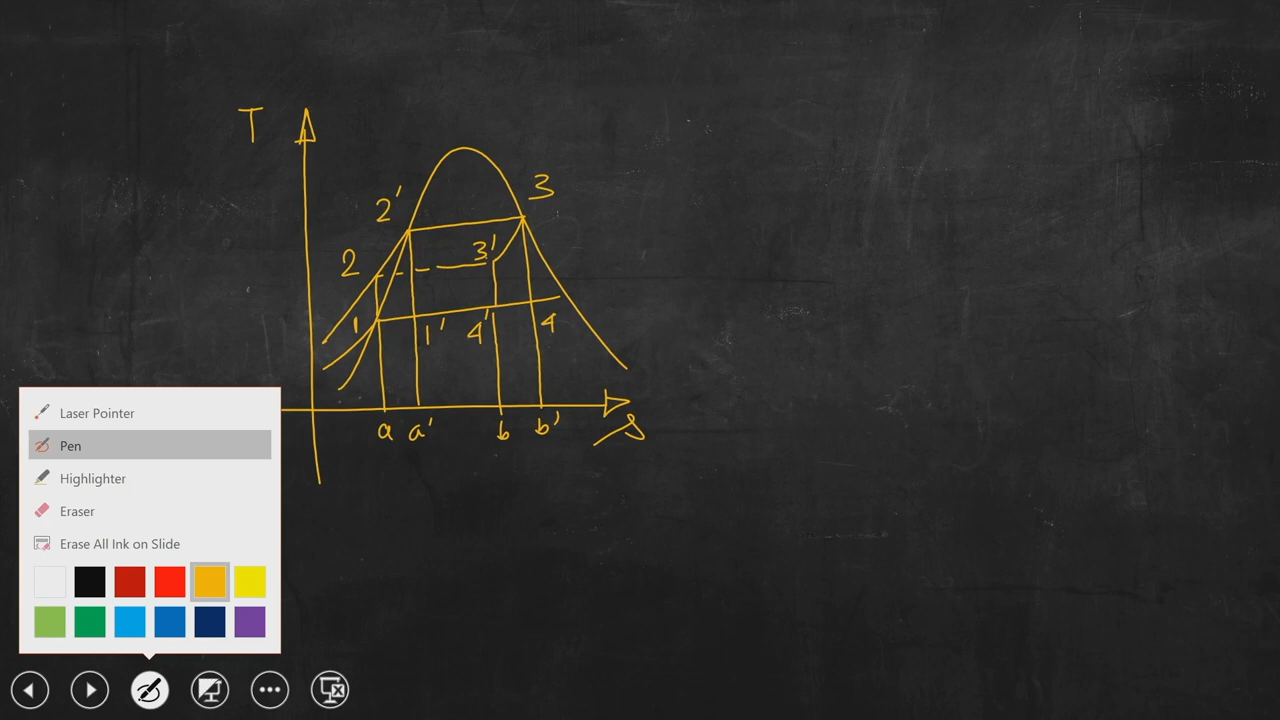 T
2' 3
2 3'
1 1' 4' 4
a a' b b'
s
Laser Pointer
Pen
Highlighter
Eraser
Erase All Ink on Slide